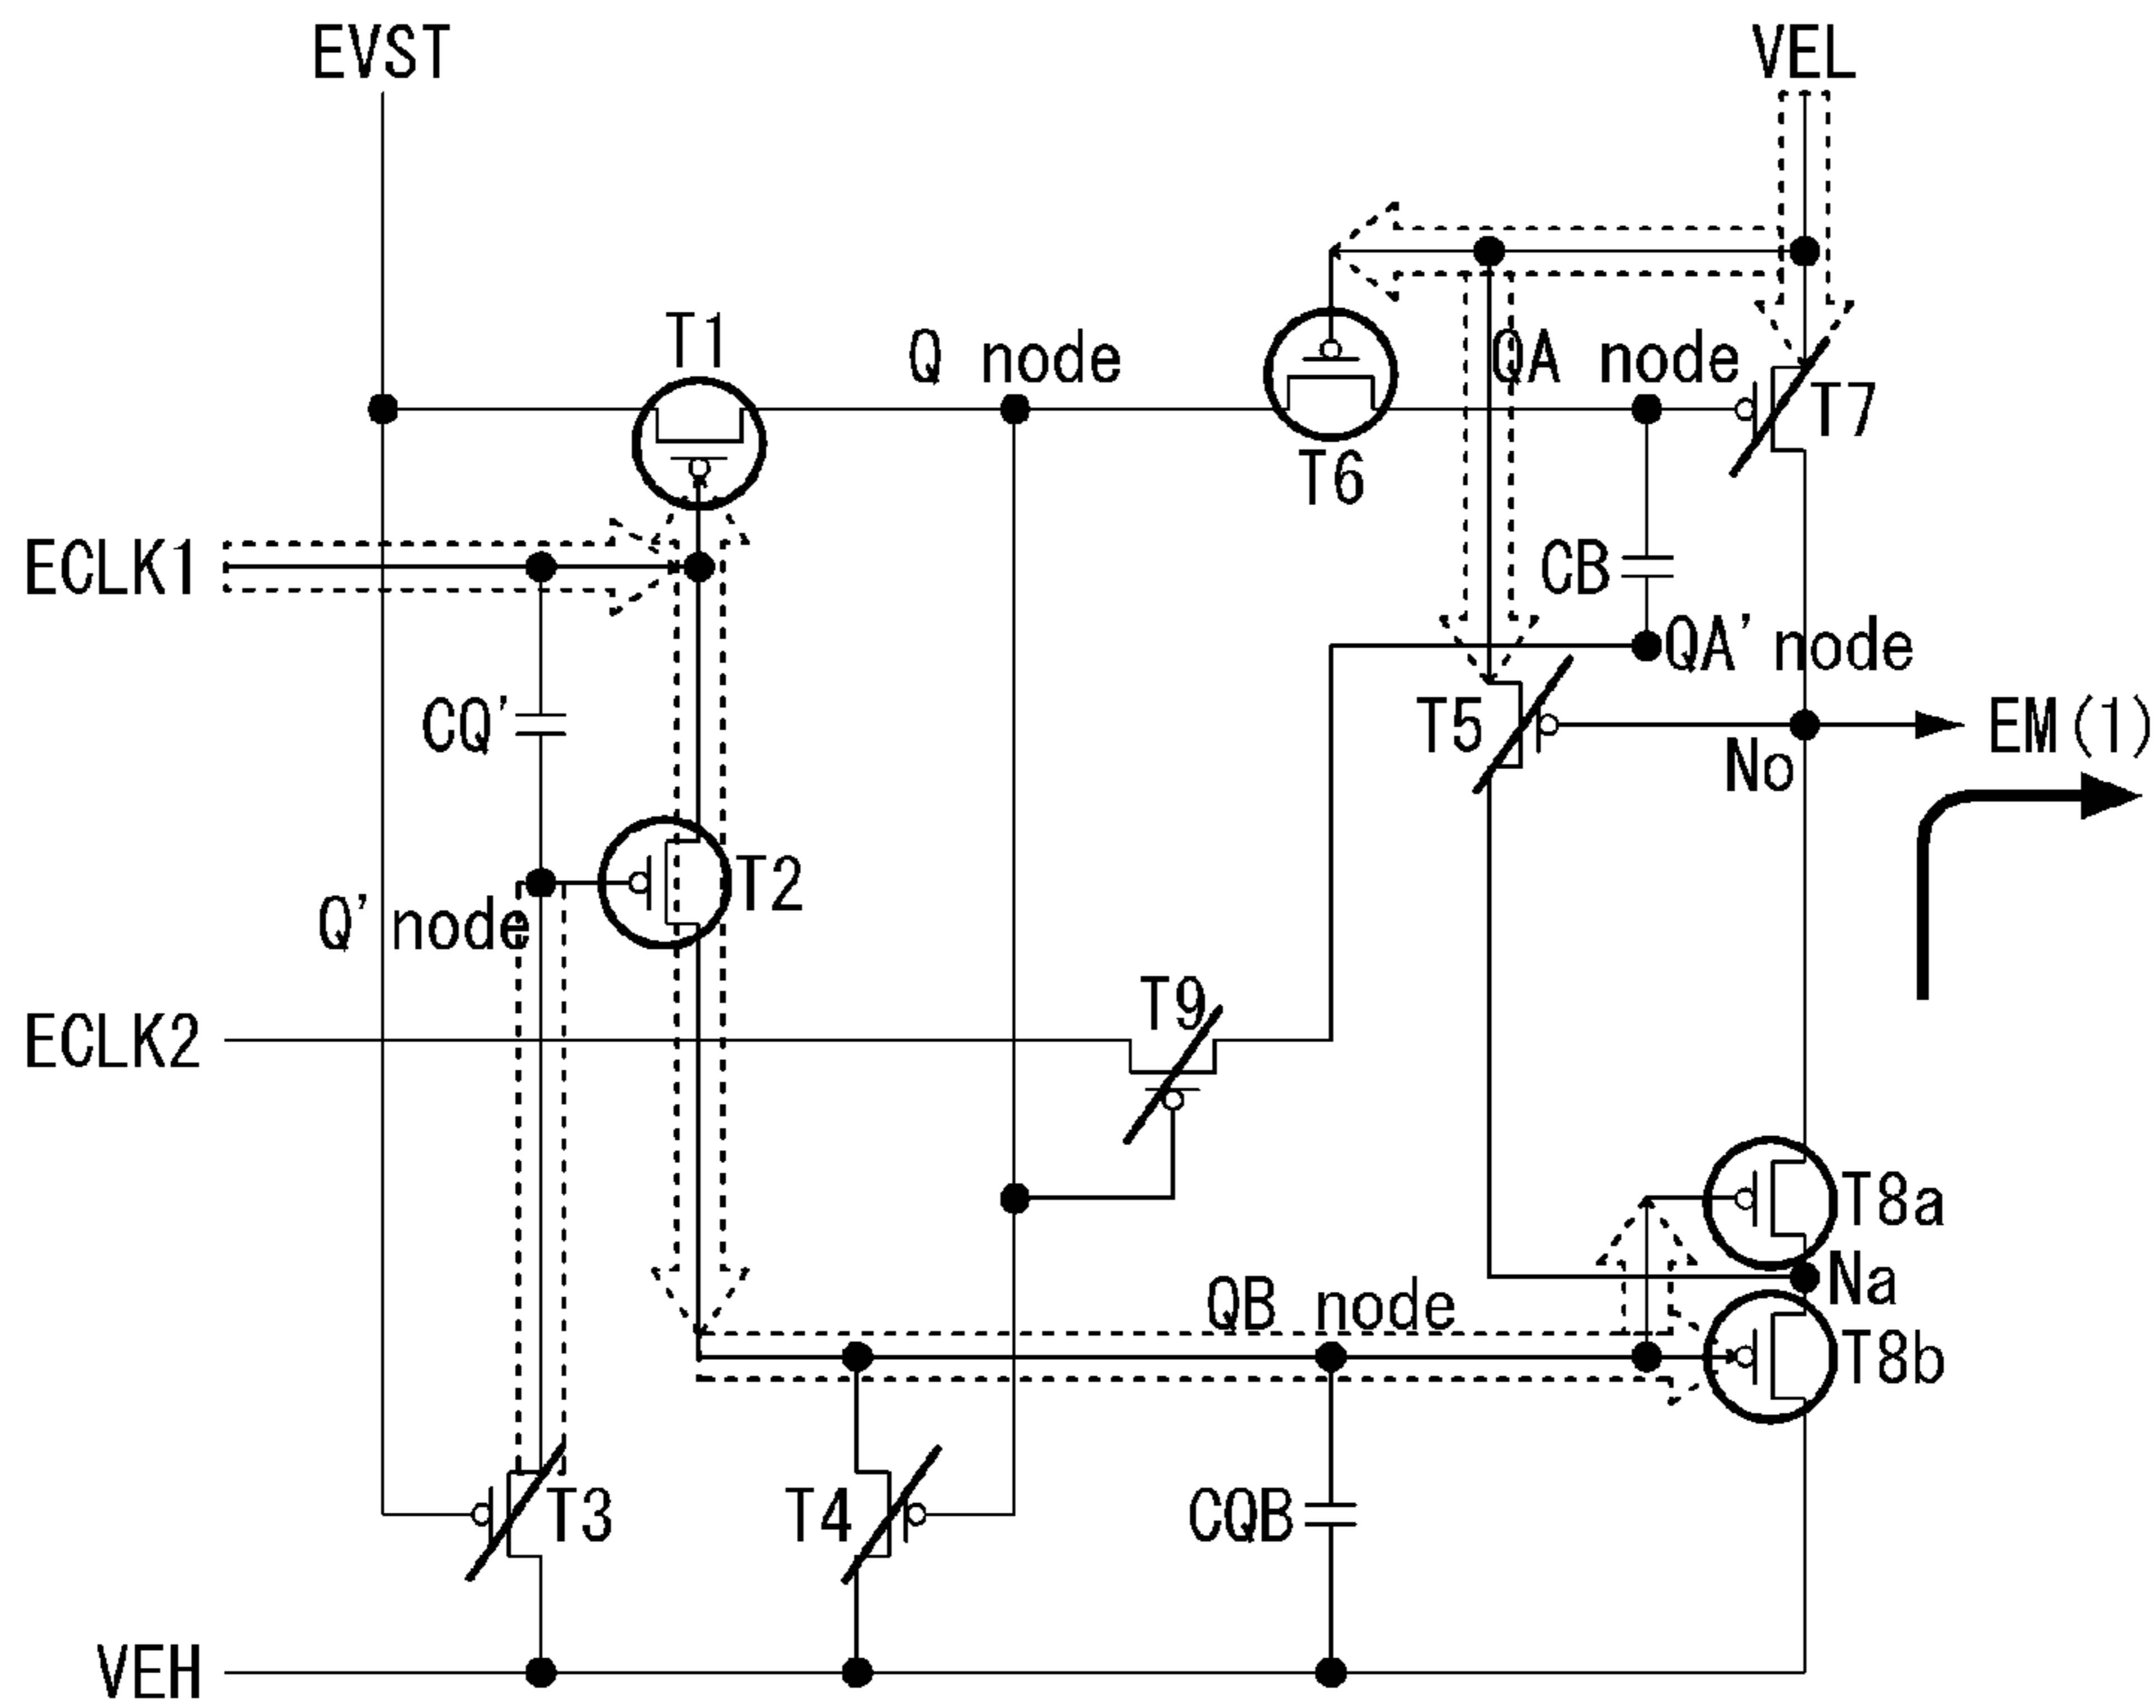 EVST
VEL
T1
Q node
QA node
T7
T6
ECLK1
CB
QA' node
CQ'
T5
EM(1)
No
T2
Q' node
T9
ECLK2
T8a
Na
QB node
T8b
T3
T4
CQB
VEH